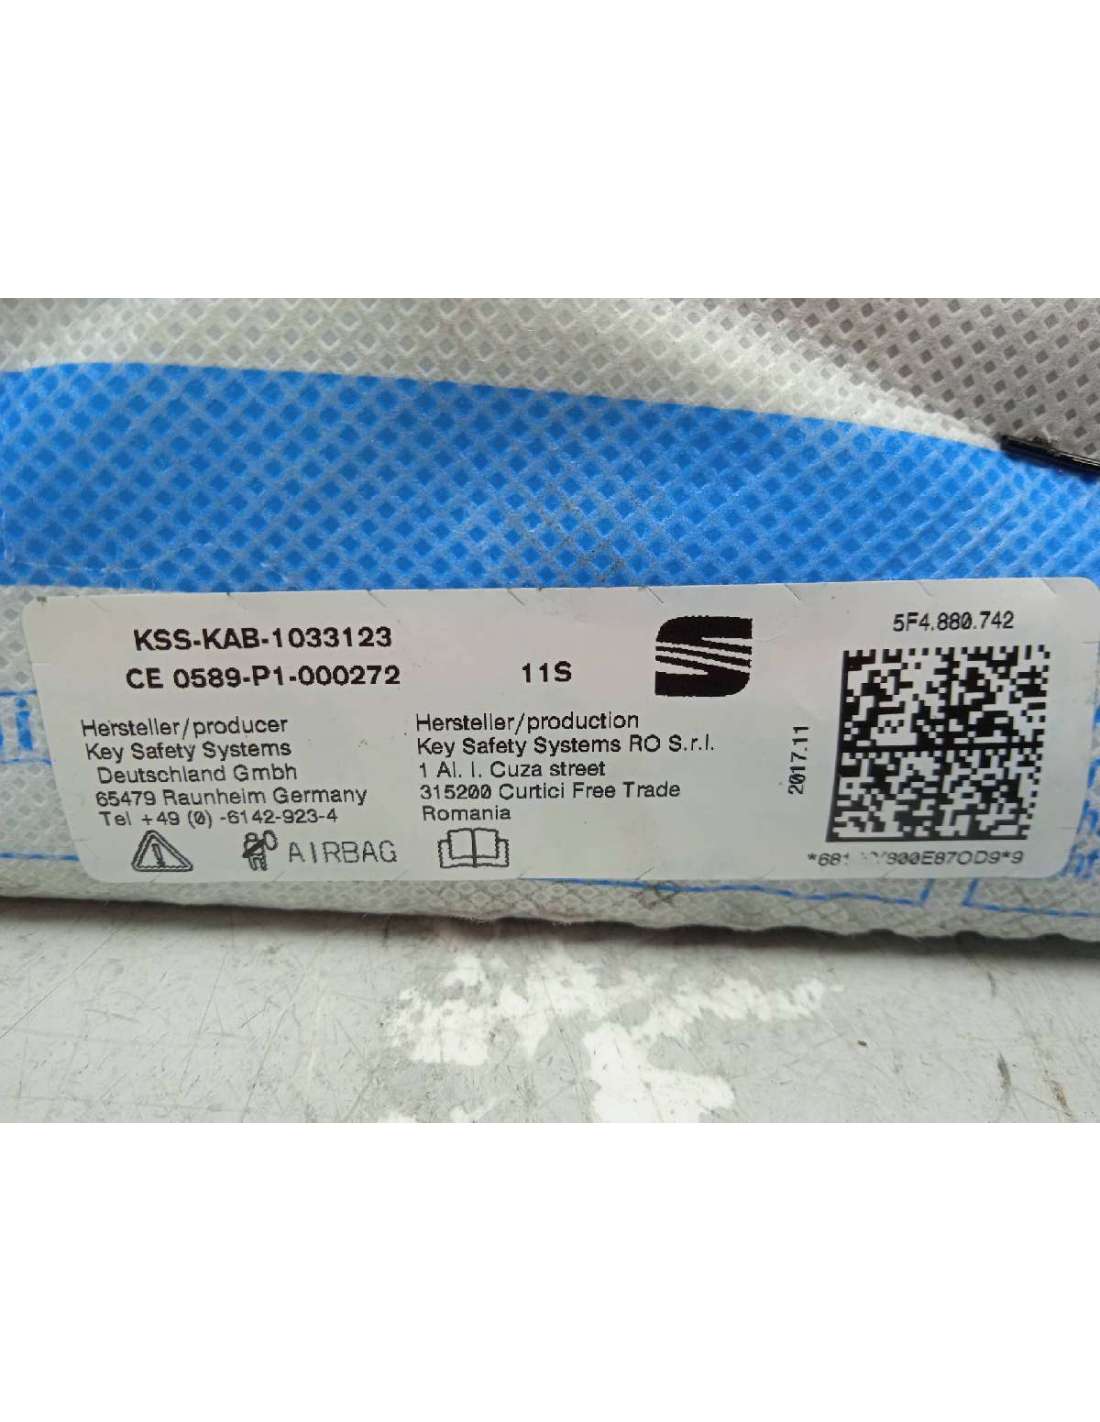 KSS-KAB-1033123
CE 0589-P1-000272
11S
5F4.880.742
Hersteller/producer
Key Safety Systems
Deutschland Gmbh
65479 Raunheim Germany
Tel +49 (0) -6142-923-4
AIRBAG
Hersteller/production
Key Safety Systems RO S.r.l.
1 Al. I. Cuza street
315200 Curtici Free Trade
Romania
2017.11